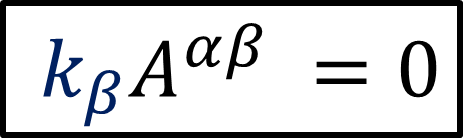 k_β A^{αβ} = 0